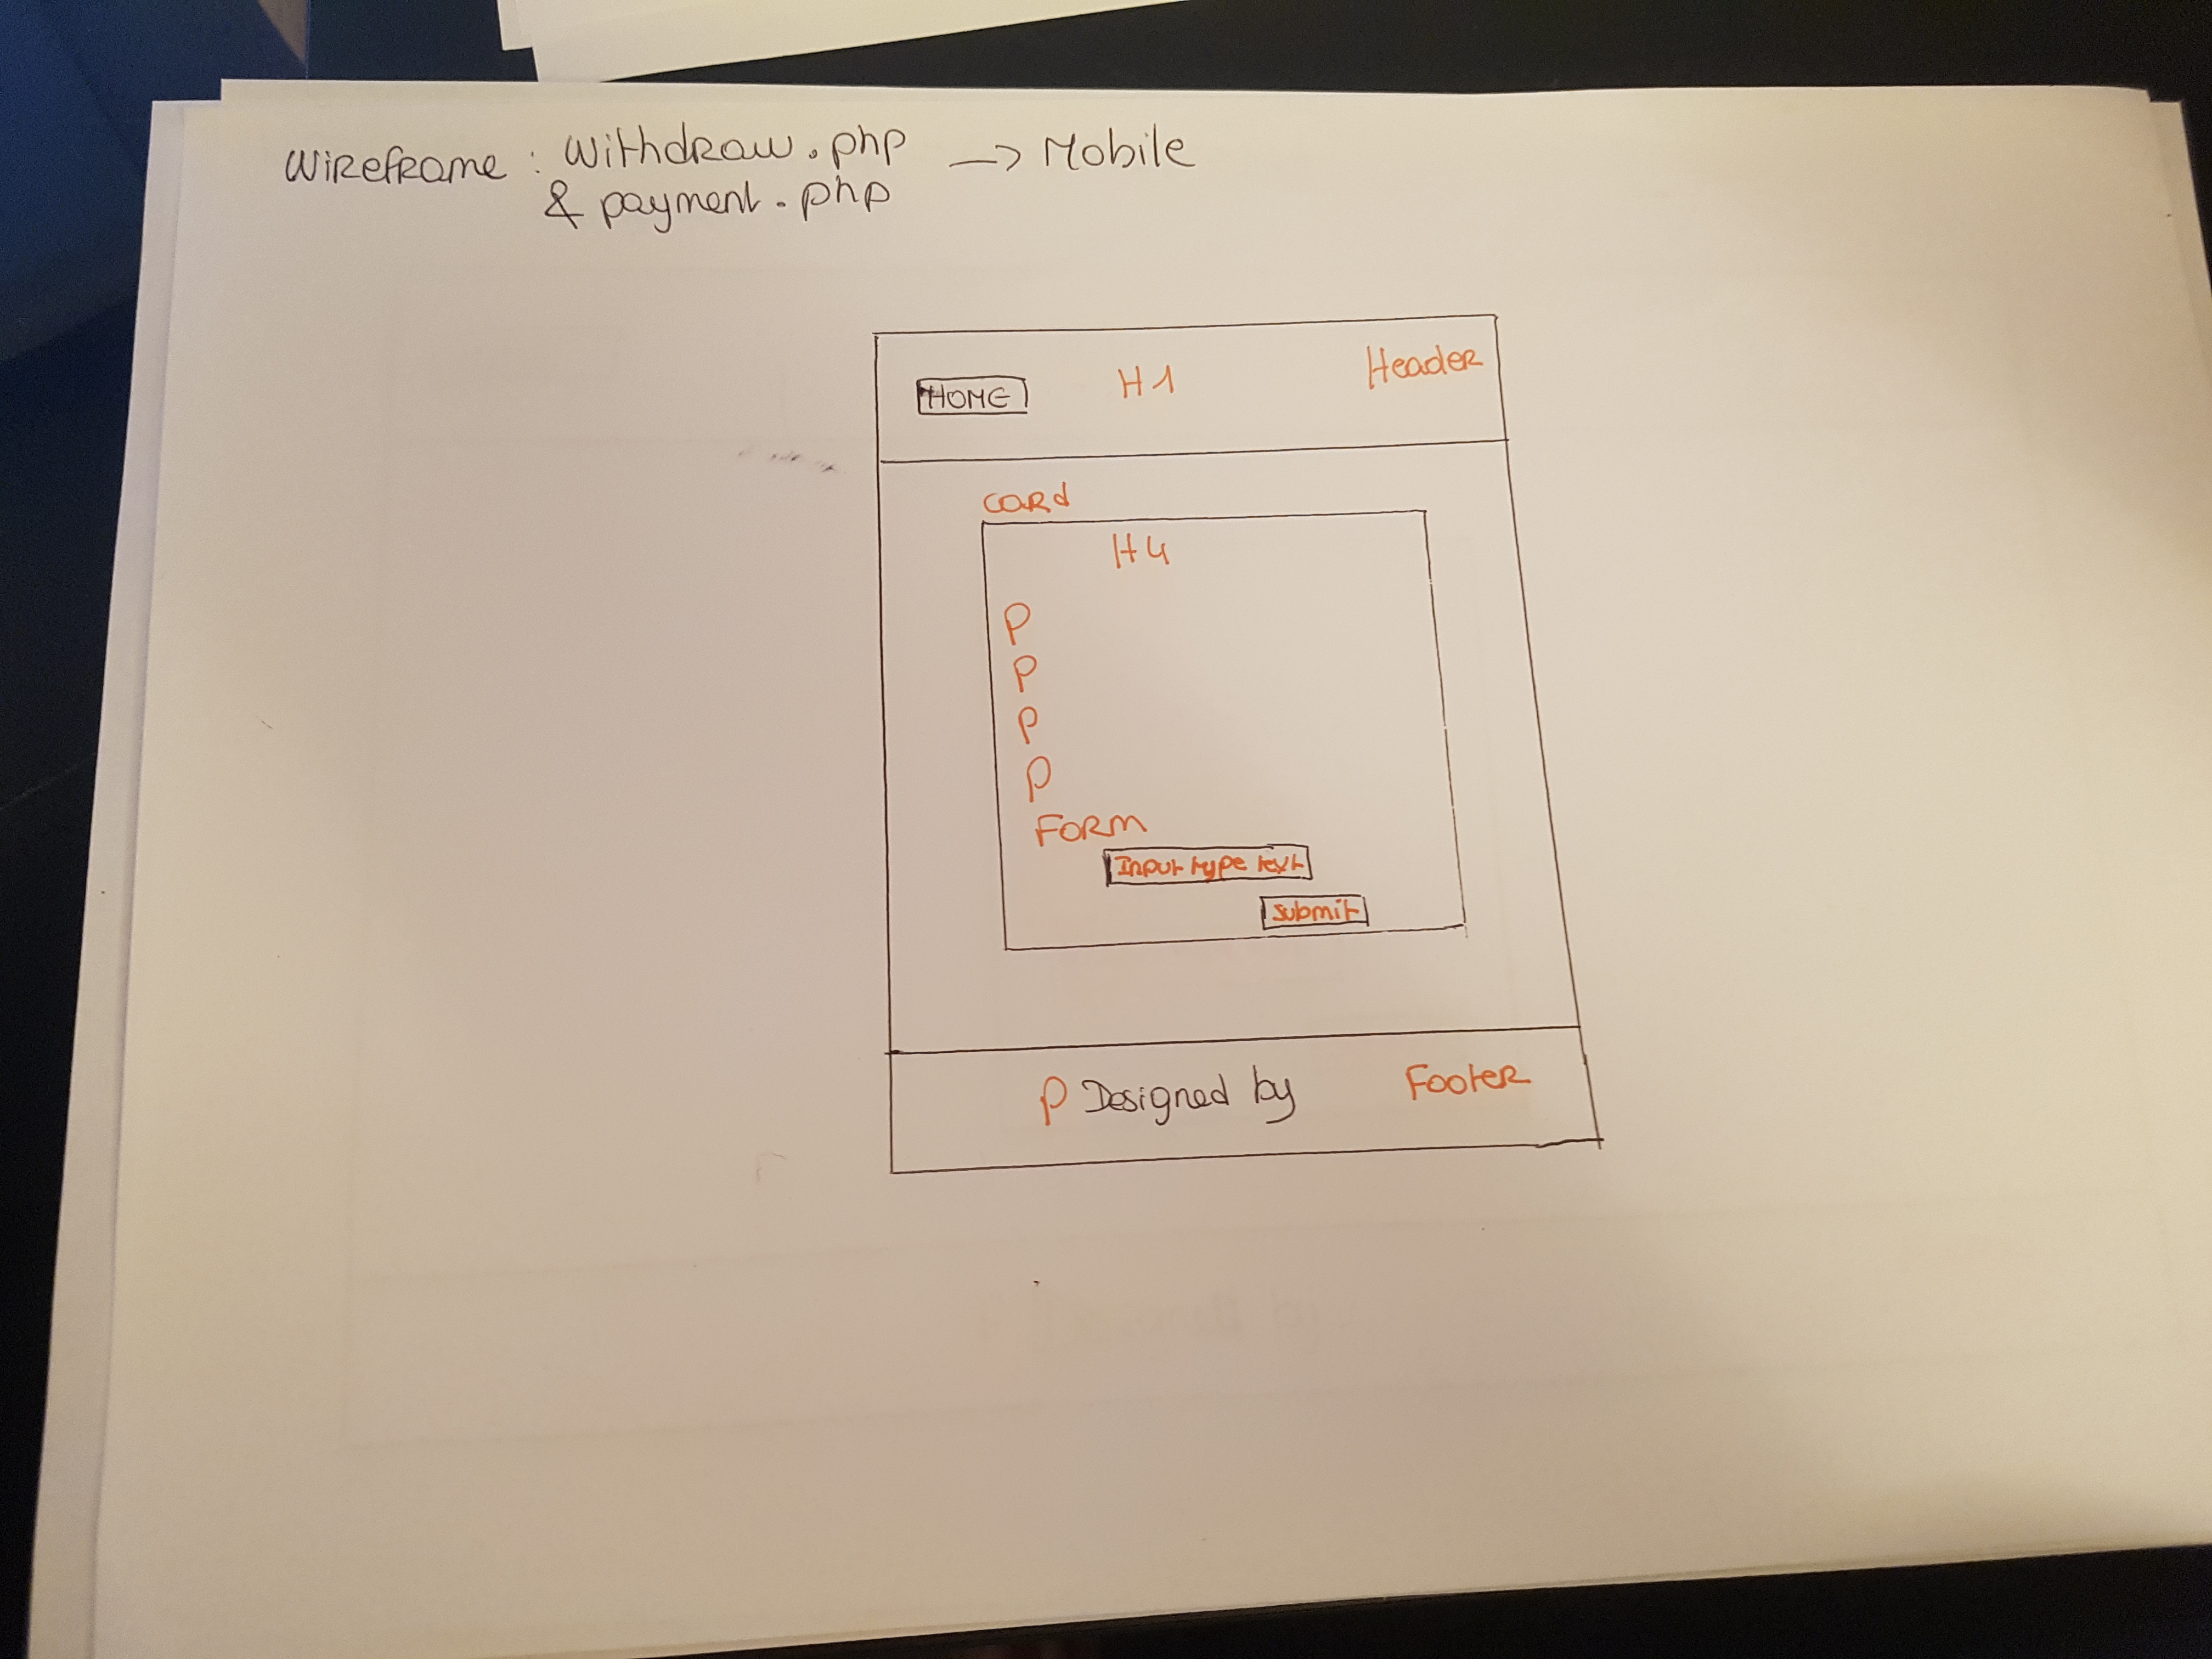 Wireframe : Withdraw.php -> Mobile
& payment.php
HOME H1 Header
Card
H4
P
P
P
P
Form
Input type text
Submit
P Designed by Footer